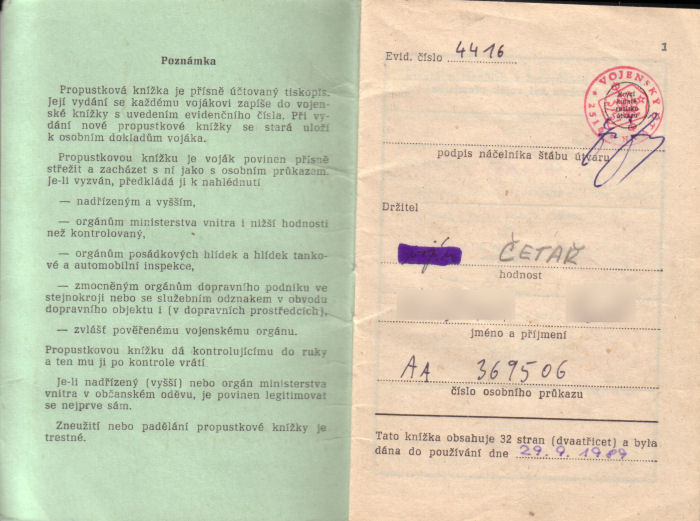 Poznámka
Propustková knížka je přísně účtovaný tiskopis.
Její vydání se každému vojákovi zapíše do vojen-
ské knížky s uvedením evidenčního čísla. Při vy-
dání nové propustkové knížky se stará uloží
k osobním dokladům vojáka.
Propustkovou knížku je voják povinen přísně
střežit a zacházet s ní jako s osobním průkazem.
Je-li vyzván, předkládá ji k nahlédnutí
— nadřízeným a vyšším,
— orgánům ministerstva vnitra i nižší hodnosti
než kontrolovaný,
— orgánům posádkových hlídek a hlídek tanko-
vé a automobilní inspekce,
— zmocněným orgánům dopravního podniku ve
stejnokroji nebo se služebním odznakem v obvodu
dopravního objektu i (v dopravních prostředcích),
— zvlášť pověřenému vojenskému orgánu.
Propustkovou knížku dá kontrolujícímu do ruky
a ten mu ji po kontrole vrátí.
Je-li nadřízený (vyšší) nebo orgán ministerstva
vnitra v občanském oděvu, je povinen legitimovat
se nejprve sám.
Zneužití nebo padělání propustkové knížky je
trestné.
1
Evid. číslo 4416
VOJENSKÝ
podpis náčelníka štábu útvaru
Držitel
ČETAŘ
hodnost
jméno a příjmení
AA 369506
číslo osobního průkazu
Tato knížka obsahuje 32 stran (dvaatřicet) a byla
dána do používání dne 29. 9. 1989